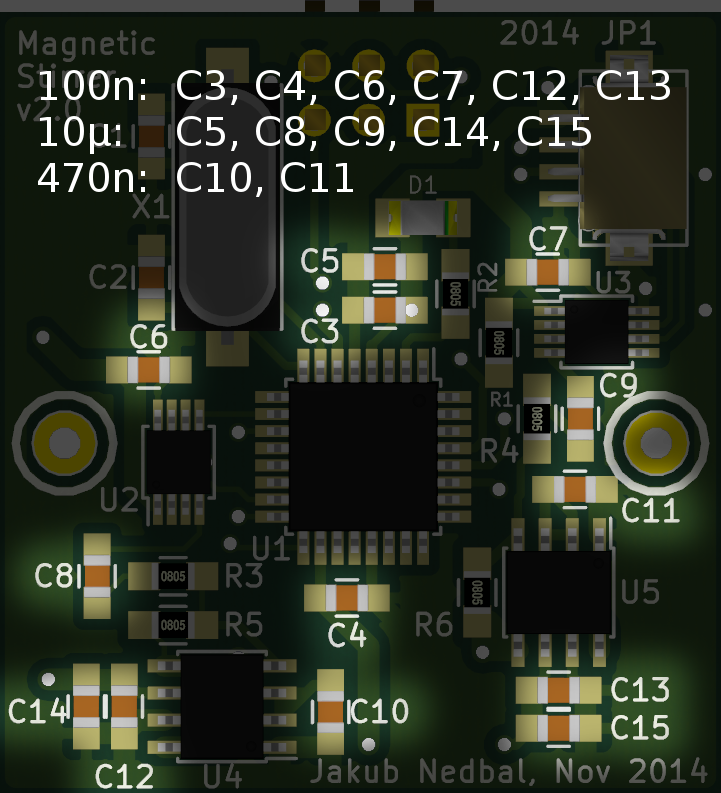 Magnetic
Stirrer
v2.0
2014 JP1
100n: C3, C4, C6, C7, C12, C13
10µ: C5, C8, C9, C14, C15
470n: C10, C11
X1
D1
C7
C2
C5
R2
U3
C3
C6
0805
0805
R1
C9
0805
R4
U2
C11
U1
C8
0805
R3
0805
U5
0805
R5
C4
R6
C13
C14
C10
C15
C12
U4
Jakub Nedbal, Nov 2014